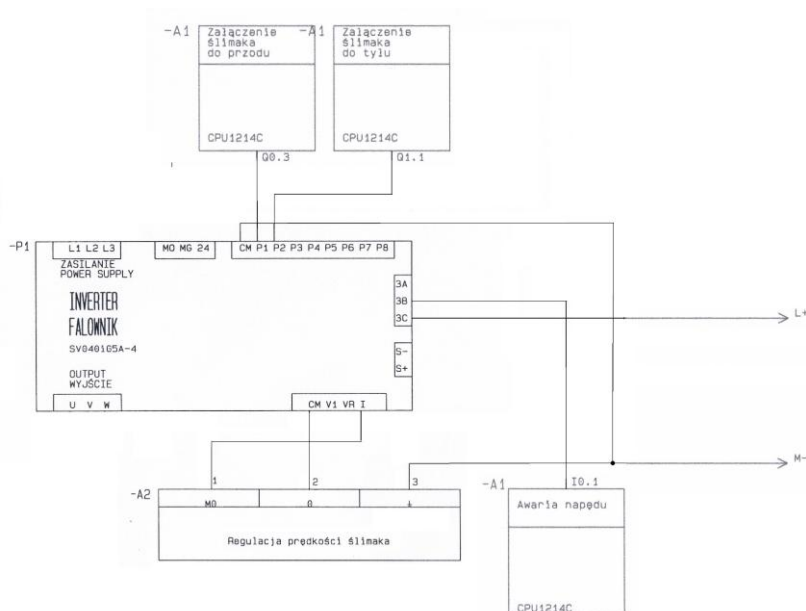 -A1
Załączenie
ślimaka
do przodu
CPU1214C
Q0.3
-A1
Załączenie
ślimaka
do tylu
CPU1214C
Q1.1
-P1
L1 L2 L3
MO MG 24
CM P1 P2 P3 P4 P5 P6 P7 P8
ZASILANIE
POWER SUPPLY
INVERTER
FALOWNIK
SV040iG5A-4
OUTPUT
WYJŚCIE
U V W
3A
3B
3C
S-
S+
CM V1 VR I
L+
M-
-A2
1
2
3
M0
0
Regulacja prędkości ślimaka
-A1
I0.1
Awaria napędu
CPU1214C